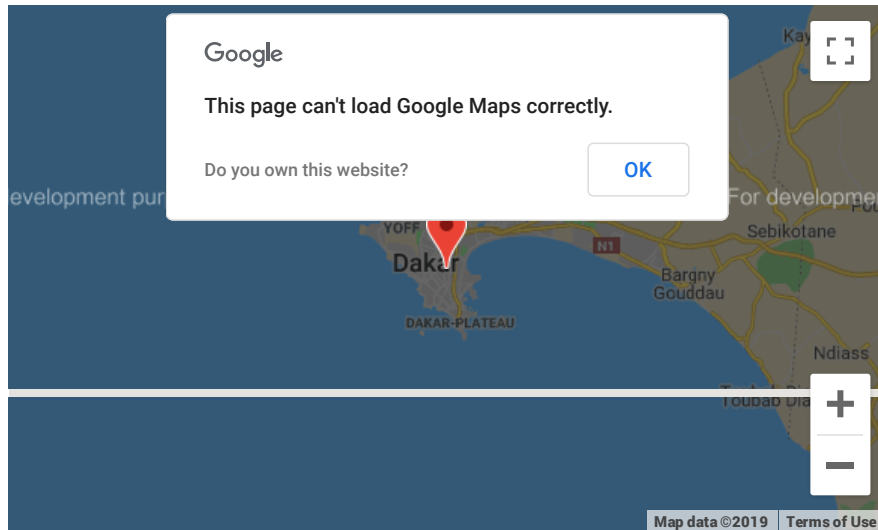 Google
This page can't load Google Maps correctly.
Do you own this website?
OK
Kay
evelopment pur
For developme
YOFF
N1
Sebikotane
Dakar
Bargny
Gouddau
DAKAR-PLATEAU
Ndiass
Toubab Dia
Map data ©2019
Terms of Use